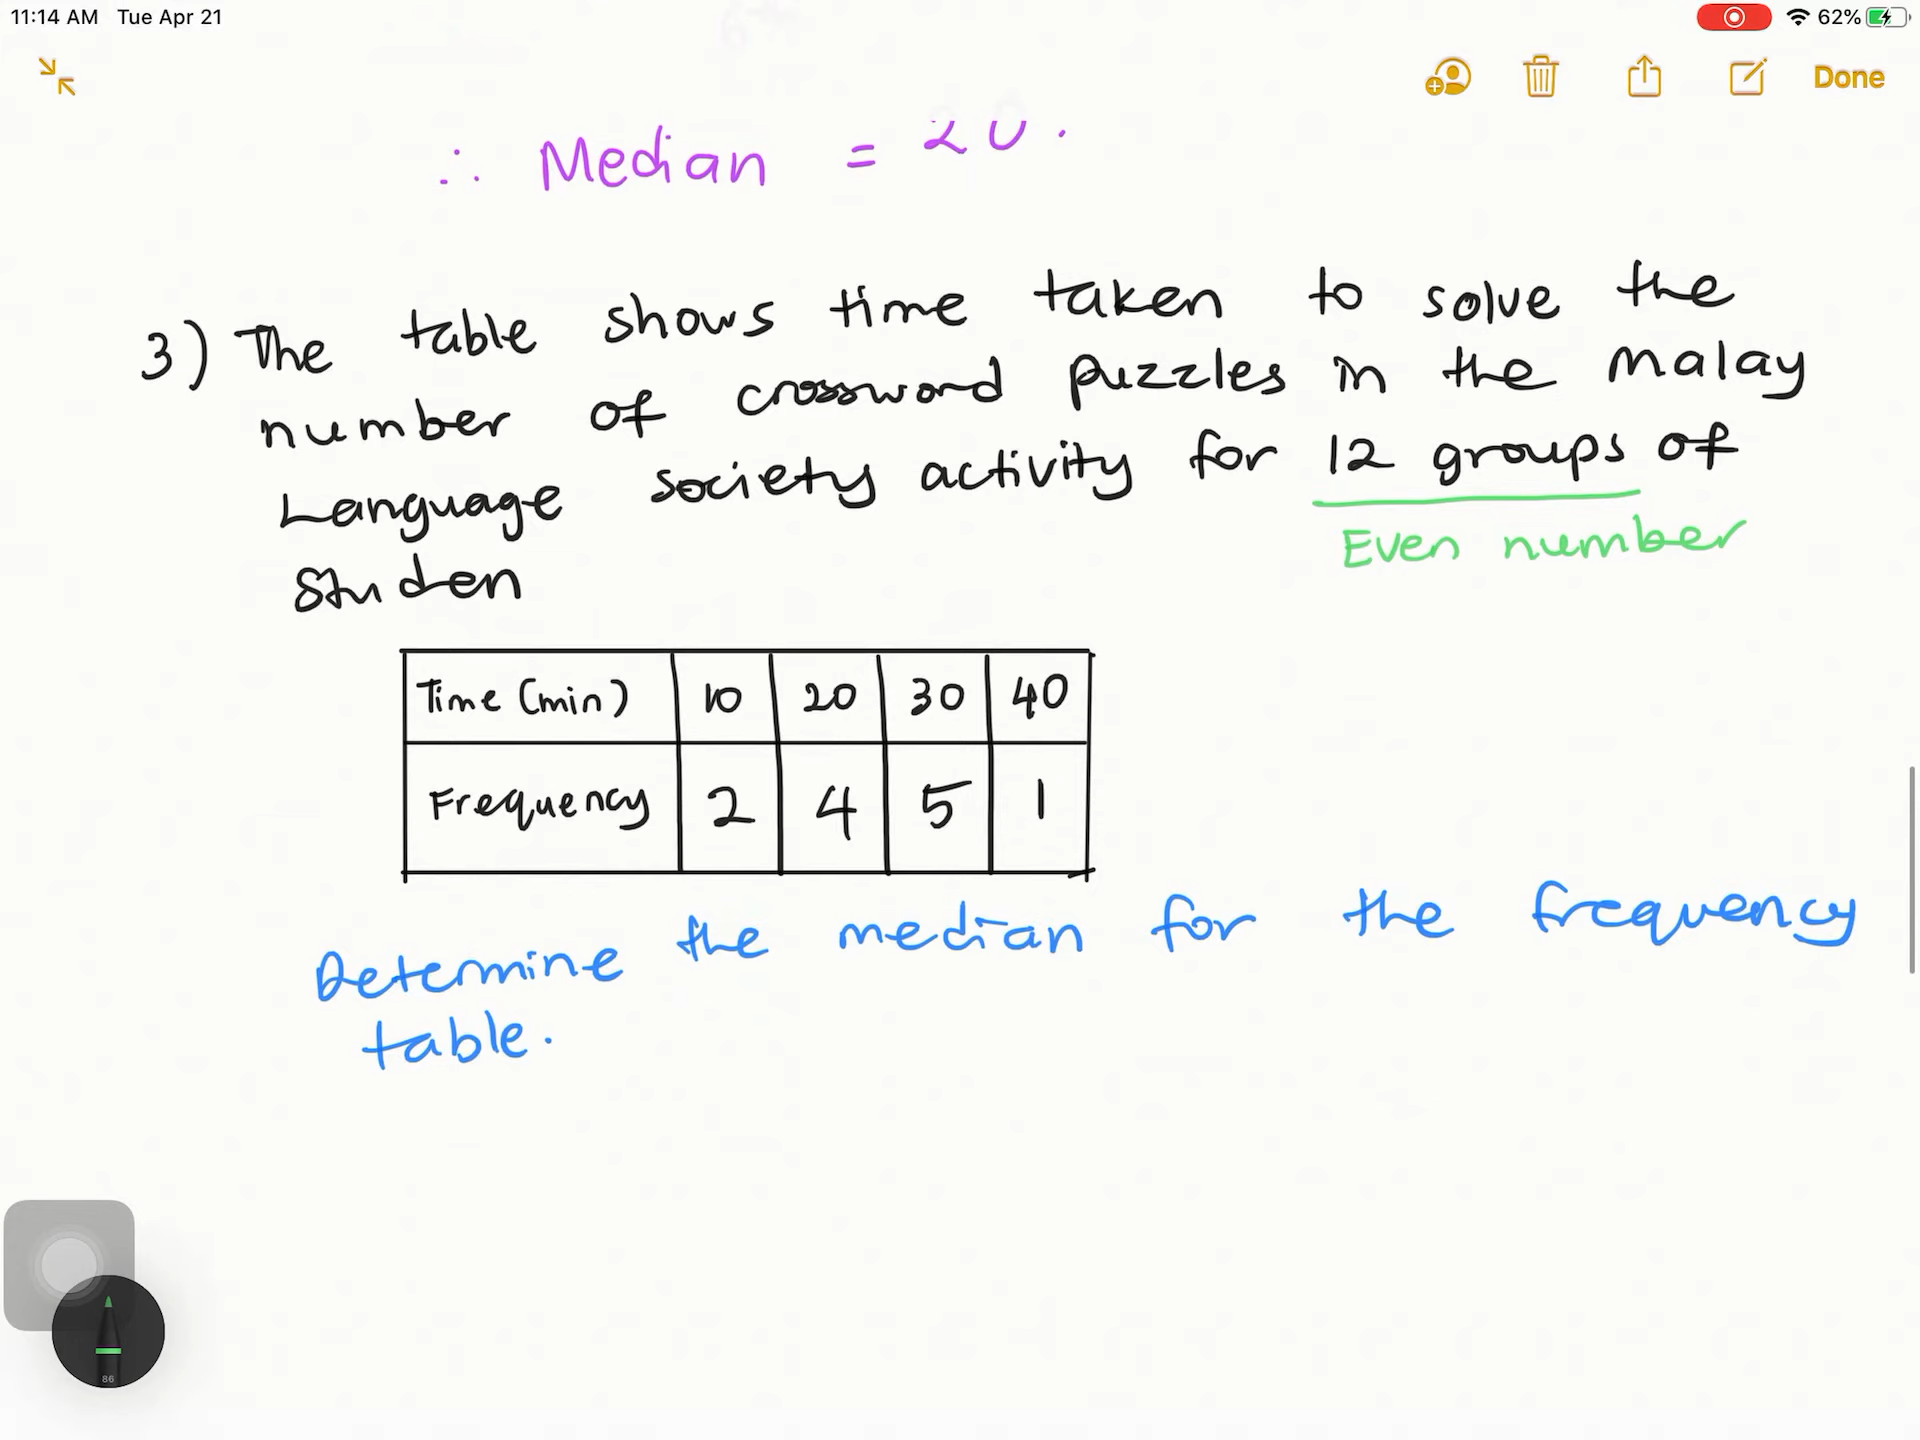 11:14 AM Tue Apr 21
62%
Done
∴ Median = 20.
3) The table shows time taken to solve the
number of crossword puzzles in the Malay
Language society activity for 12 groups of
Even number
Studen
Time (min) 10 20 30 40
Frequency 2 4 5 1
Determine the median for the frequency
table.
86